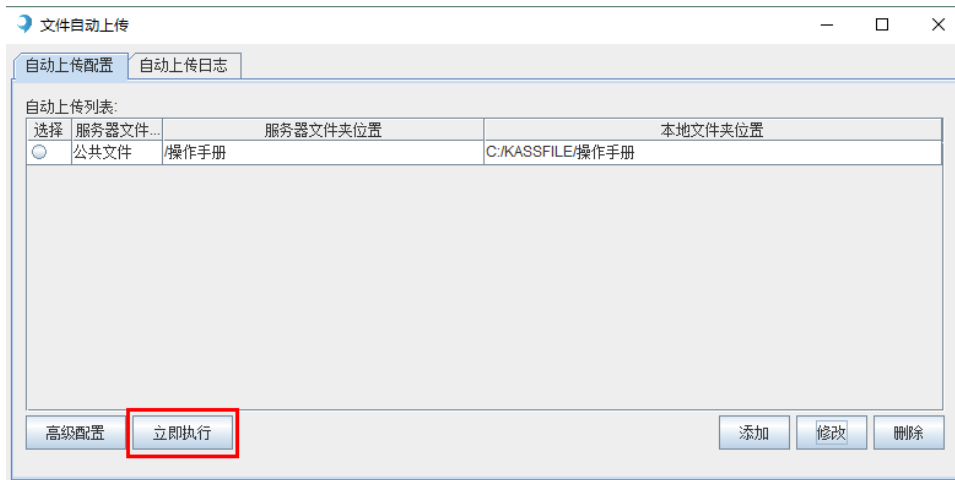 文件自动上传
自动上传配置 自动上传日志
自动上传列表:
选择 服务器文件... 服务器文件夹位置 本地文件夹位置
公共文件 /操作手册 C:/KASSFILE/操作手册
高级配置 立即执行 添加 修改 删除